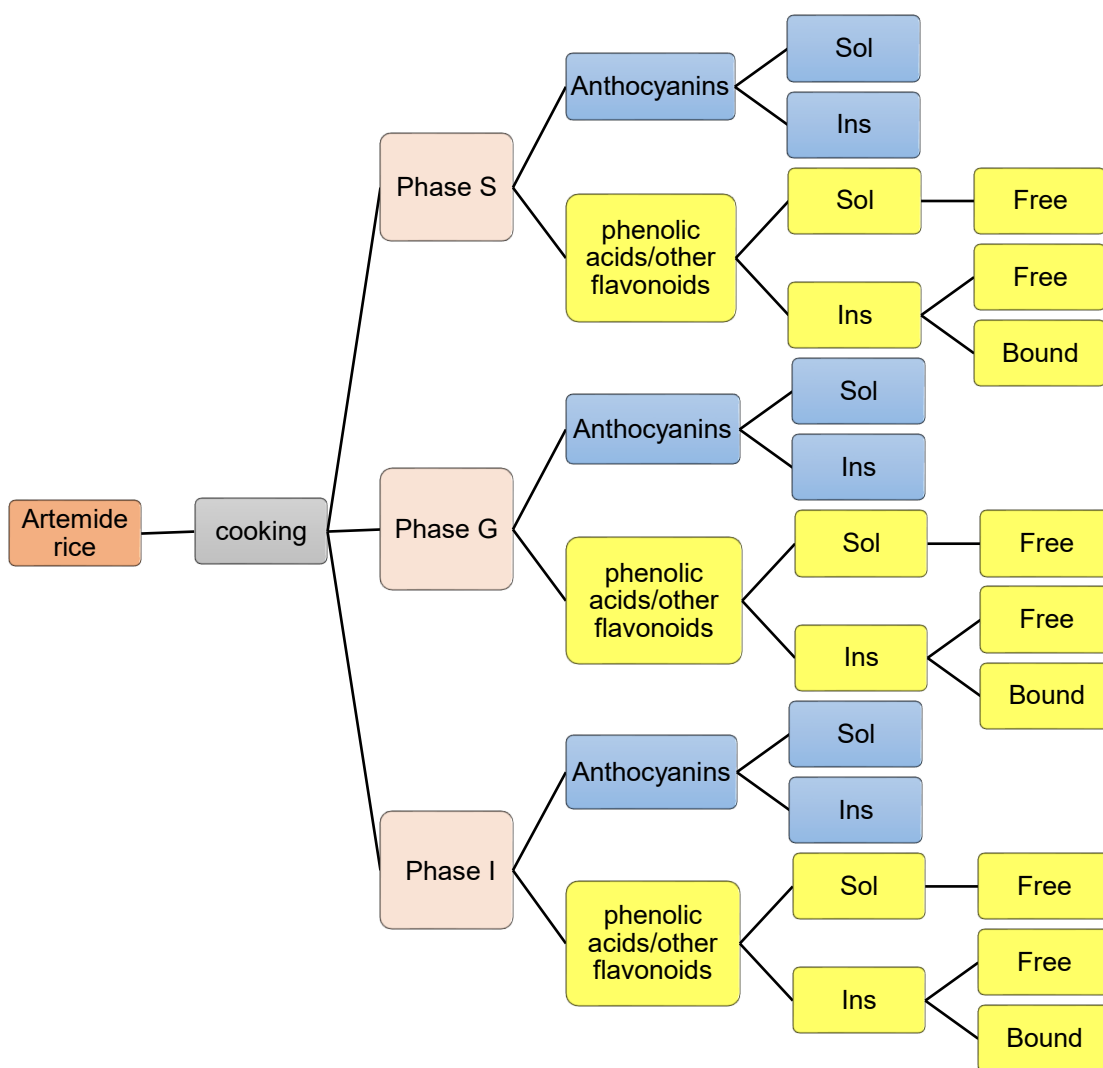 Artemide
rice
cooking
Phase S
Anthocyanins
Sol
Ins
phenolic
acids/other
flavonoids
Sol
Free
Ins
Free
Bound
Phase G
Anthocyanins
Sol
Ins
phenolic
acids/other
flavonoids
Sol
Free
Ins
Free
Bound
Phase I
Anthocyanins
Sol
Ins
phenolic
acids/other
flavonoids
Sol
Free
Ins
Free
Bound